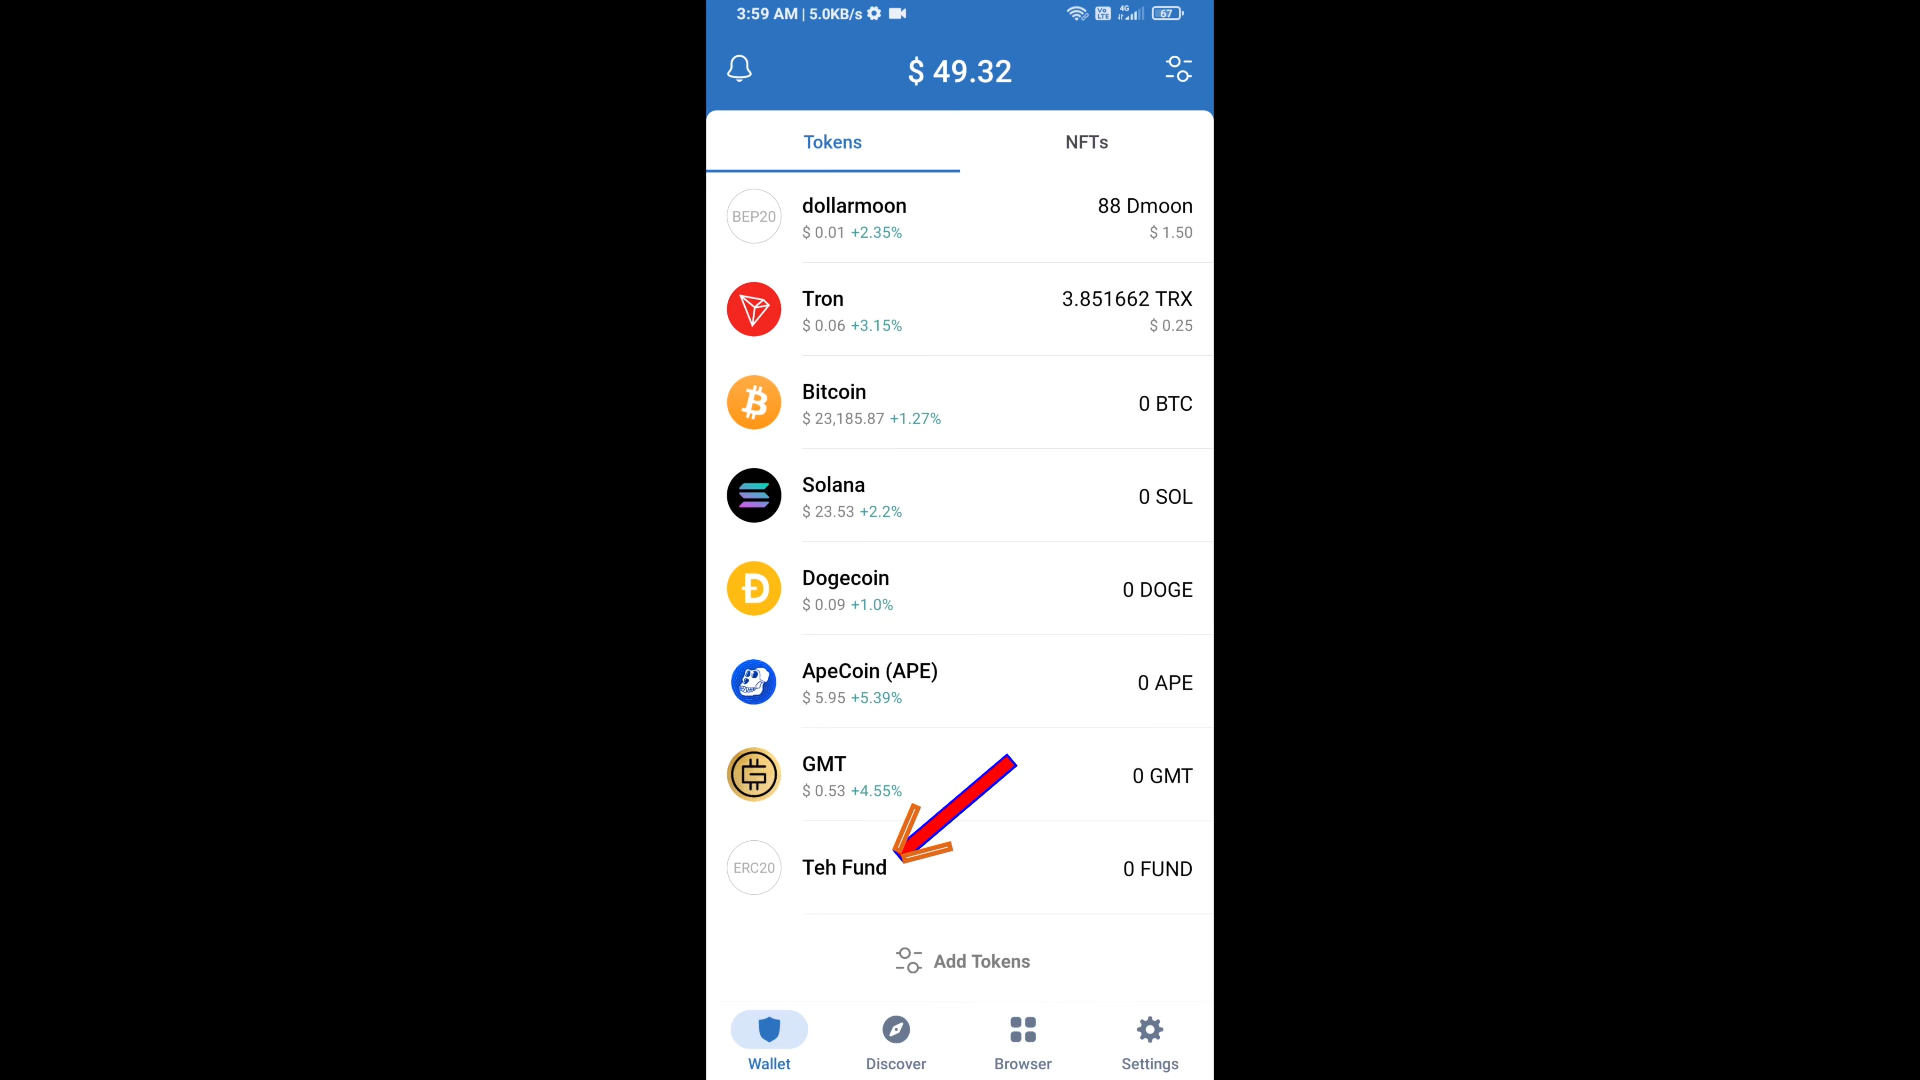 3:59 AM | 5.0KB/s
Vo LTE 4G 67
$ 49.32
Tokens NFTs
BEP20 dollarmoon 88 Dmoon
$ 0.01 +2.35% $ 1.50
Tron 3.851662 TRX
$ 0.06 +3.15% $ 0.25
Bitcoin 0 BTC
$ 23,185.87 +1.27%
Solana 0 SOL
$ 23.53 +2.2%
Dogecoin 0 DOGE
$ 0.09 +1.0%
ApeCoin (APE) 0 APE
$ 5.95 +5.39%
GMT 0 GMT
$ 0.53 +4.55%
ERC20 Teh Fund 0 FUND
Add Tokens
Wallet Discover Browser Settings